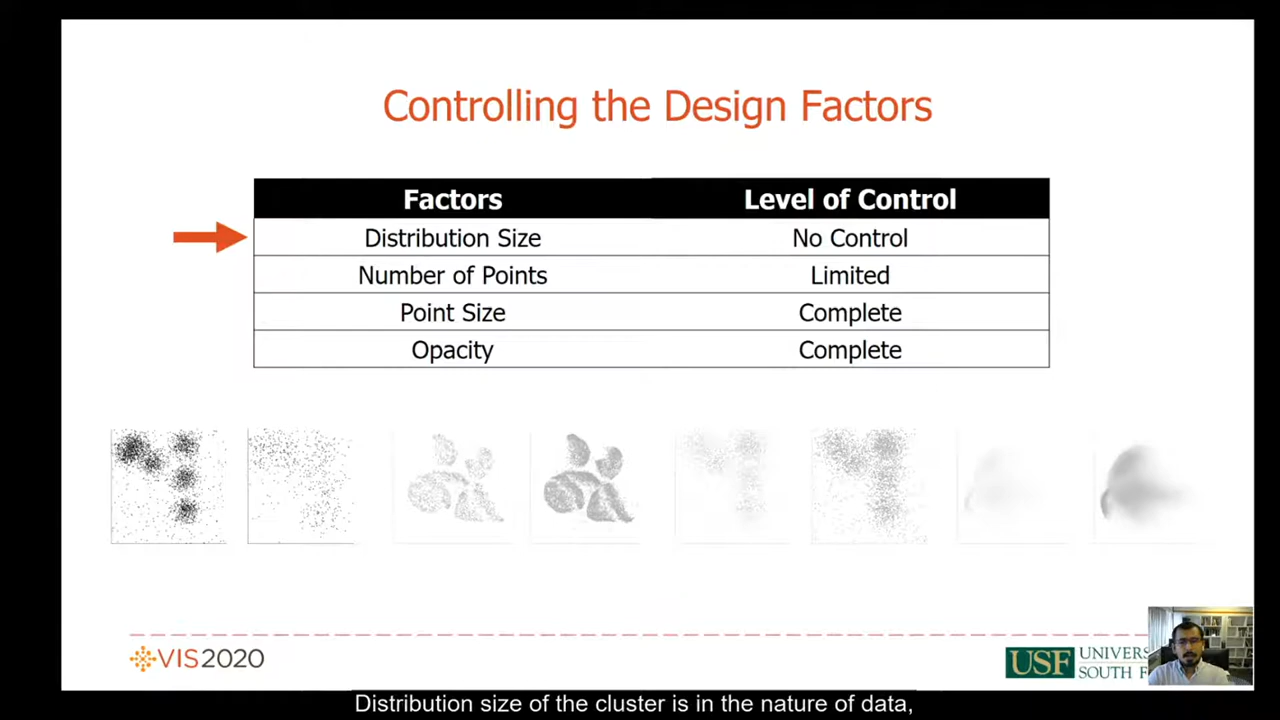 Controlling the Design Factors
Factors Level of Control
Distribution Size No Control
Number of Points Limited
Point Size Complete
Opacity Complete
VIS2020
USF
SOUTH F
Distribution size of the cluster is in the nature of data,